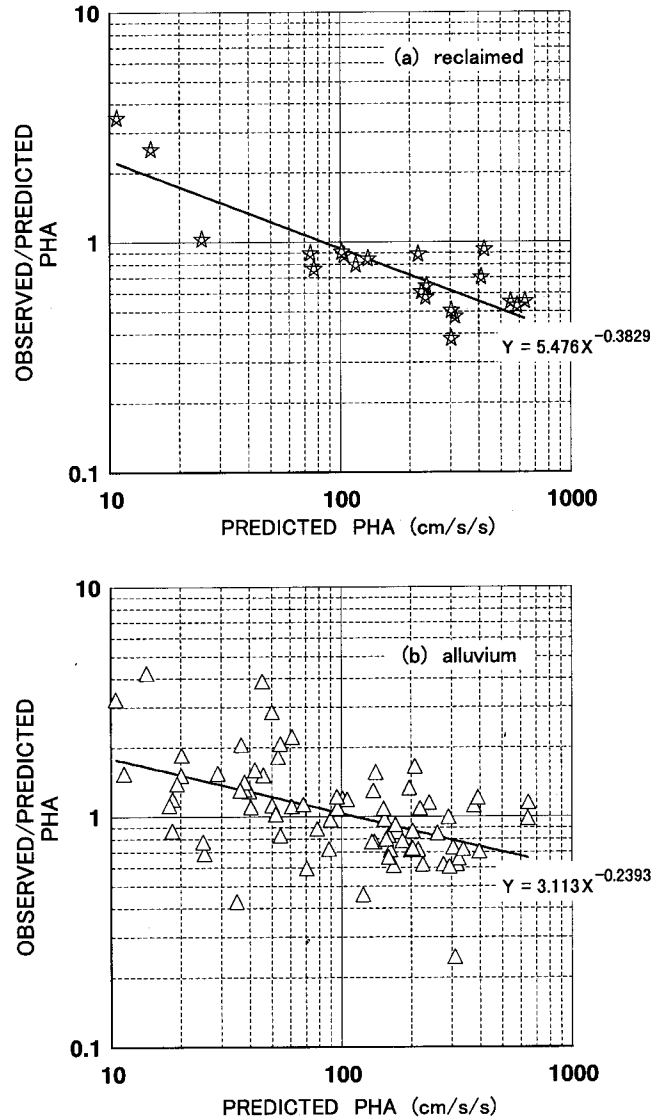 10
(a) reclaimed
OBSERVED/PREDICTED
PHA
1
Y = 5.476X^-0.3829
0.1
10 100 1000
PREDICTED PHA (cm/s/s)
10
(b) alluvium
OBSERVED/PREDICTED
PHA
1
Y = 3.113X^-0.2393
0.1
10 100 1000
PREDICTED PHA (cm/s/s)